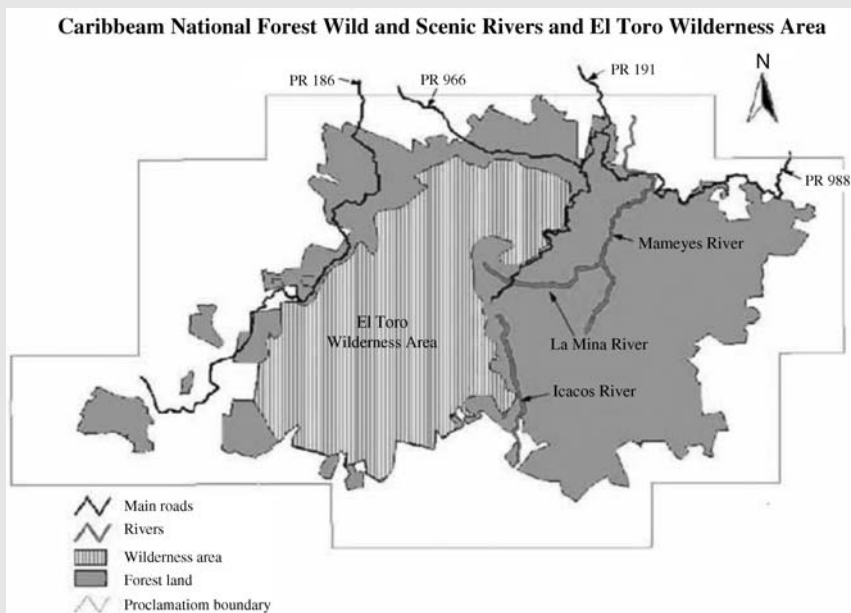 Caribbeam National Forest Wild and Scenic Rivers and El Toro Wilderness Area
N
PR 186
PR 966
PR 191
PR 988
Mameyes River
El Toro
Wilderness Area
La Mina River
Icacos River
Main roads
Rivers
Wilderness area
Forest land
Proclamatiom boundary